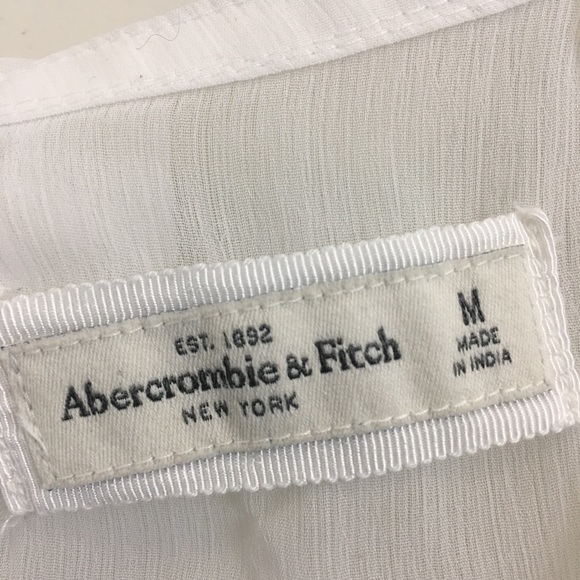 EST. 1892
Abercrombie & Fitch
NEW YORK
M
MADE
IN INDIA